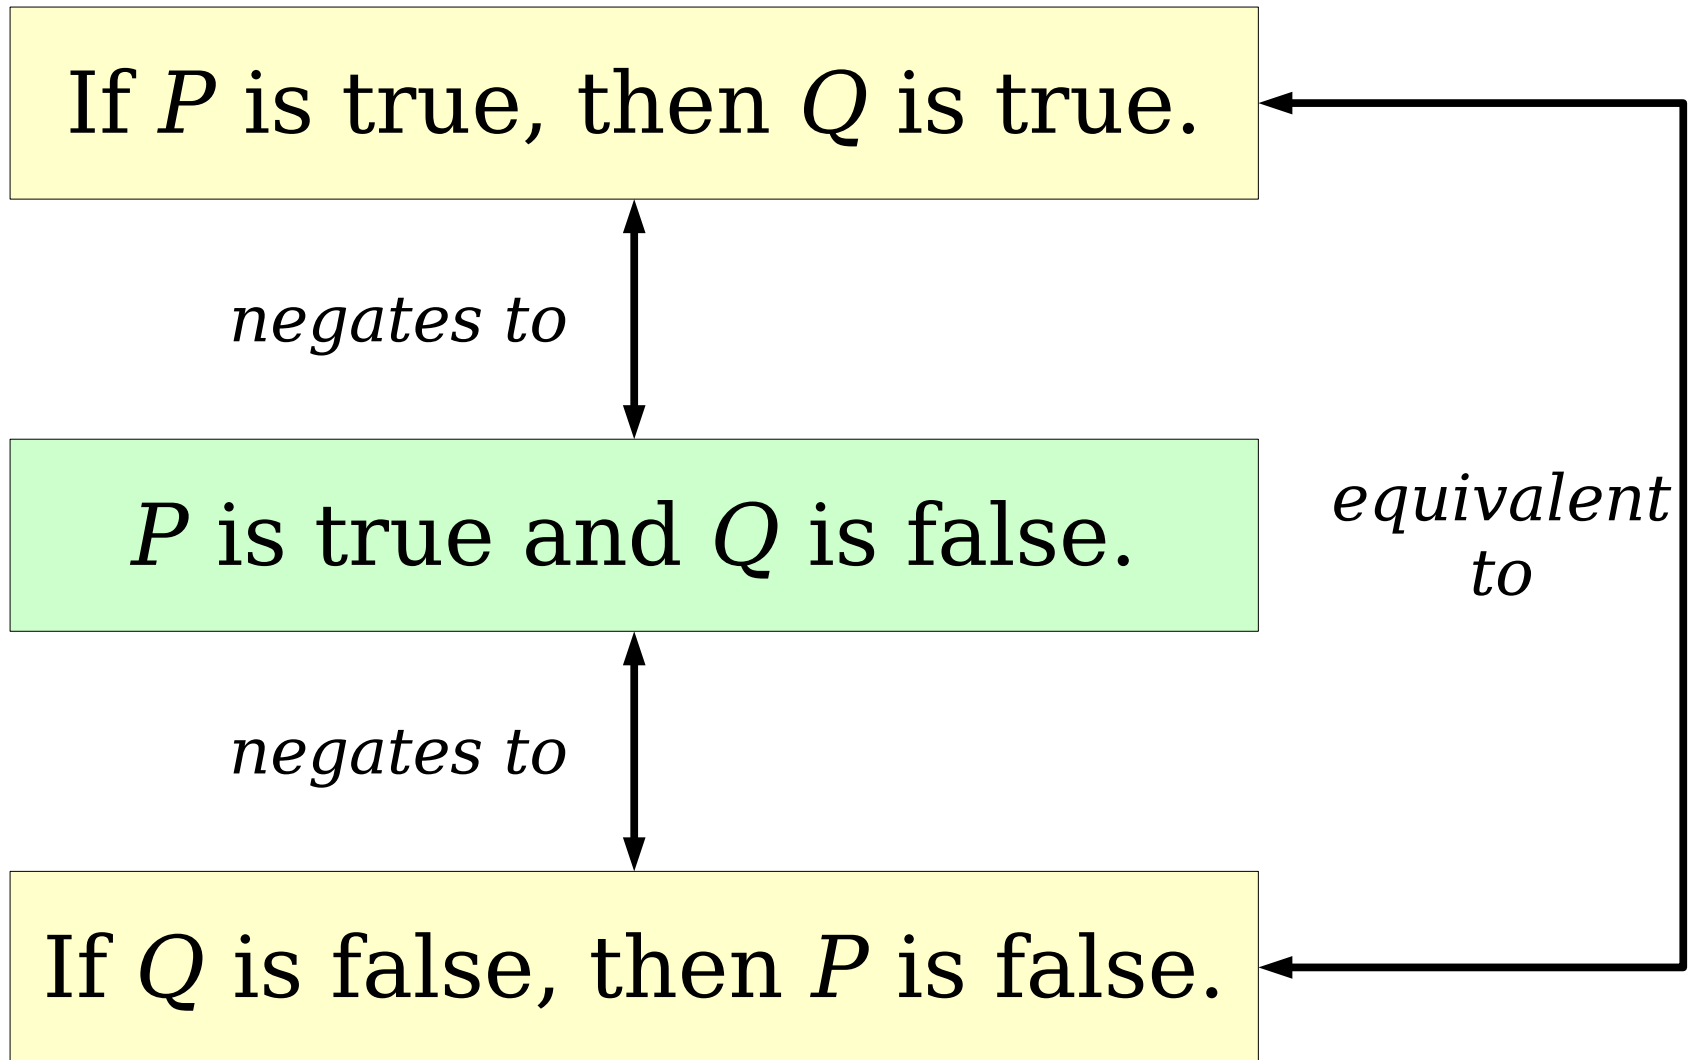 If P is true, then Q is true.
negates to
P is true and Q is false.
equivalent
to
negates to
If Q is false, then P is false.